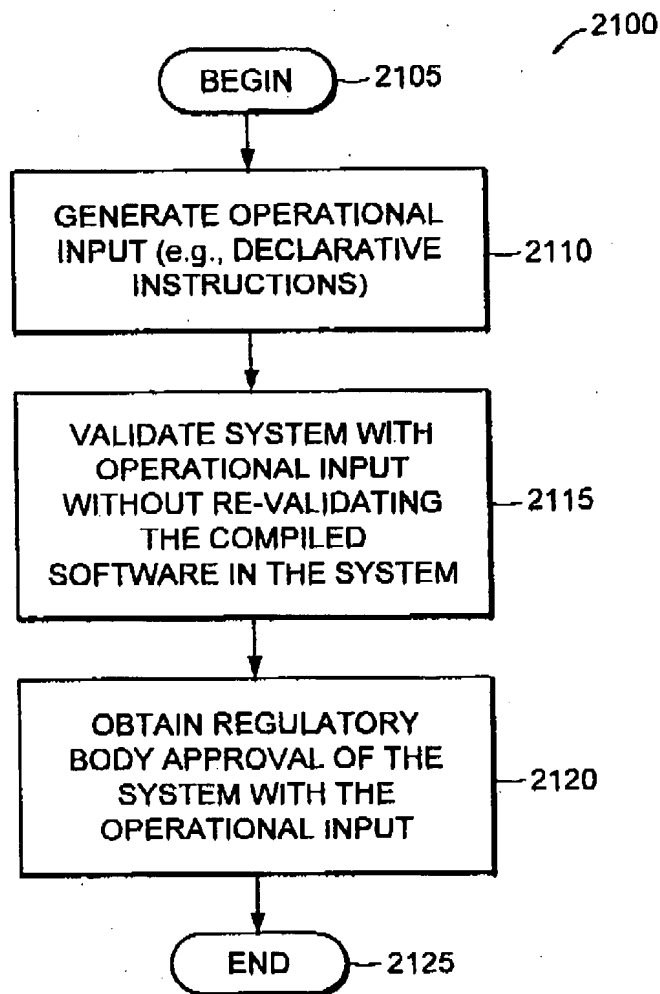 2100
BEGIN
2105
GENERATE OPERATIONAL
INPUT (e.g., DECLARATIVE
INSTRUCTIONS)
2110
VALIDATE SYSTEM WITH
OPERATIONAL INPUT
WITHOUT RE-VALIDATING
THE COMPILED
SOFTWARE IN THE SYSTEM
2115
OBTAIN REGULATORY
BODY APPROVAL OF THE
SYSTEM WITH THE
OPERATIONAL INPUT
2120
END
2125